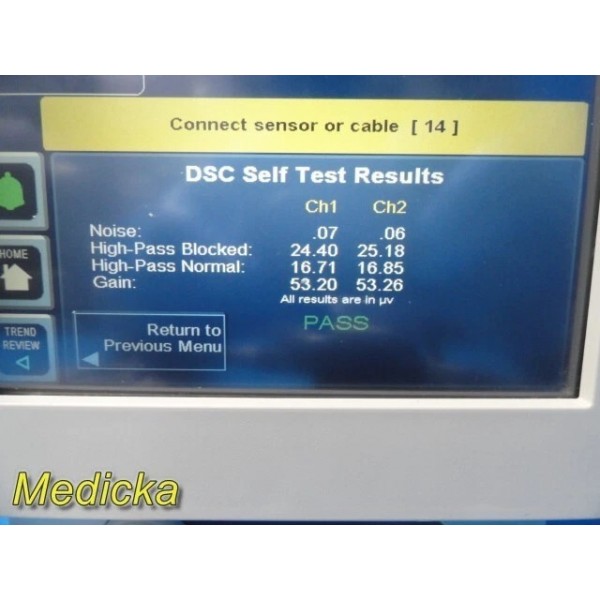 Connect sensor or cable [ 14 ]
DSC Self Test Results
Ch1 Ch2
Noise: .07 .06
High-Pass Blocked: 24.40 25.18
High-Pass Normal: 16.71 16.85
Gain: 53.20 53.26
All results are in µv
PASS
HOME
TREND
REVIEW
Return to
Previous Menu
Medicka